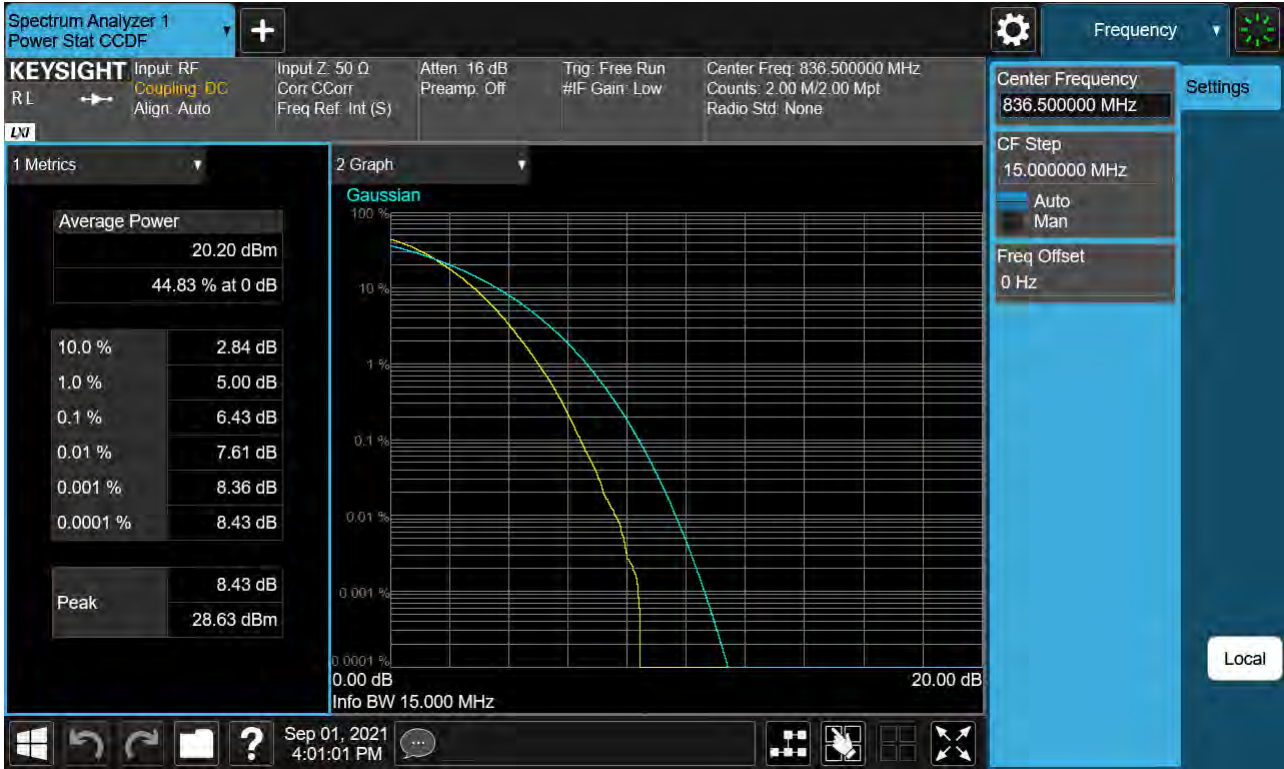 Spectrum Analyzer 1
Power Stat CCDF
Frequency
KEYSIGHT
R L
LXI
Input: RF
Coupling: DC
Align: Auto
Input Z: 50 Ω
Corr CCorr
Freq Ref: Int (S)
Atten: 16 dB
Preamp: Off
Trig: Free Run
#IF Gain: Low
Center Freq: 836.500000 MHz
Counts: 2.00 M/2.00 Mpt
Radio Std: None
1 Metrics
Average Power
20.20 dBm
44.83 % at 0 dB
10.0 % 2.84 dB
1.0 % 5.00 dB
0.1 % 6.43 dB
0.01 % 7.61 dB
0.001 % 8.36 dB
0.0001 % 8.43 dB
Peak
8.43 dB
28.63 dBm
2 Graph
Gaussian
100 %
10 %
1 %
0.1 %
0.01 %
0.001 %
0.0001 %
0.00 dB 20.00 dB
Info BW 15.000 MHz
Center Frequency
836.500000 MHz
CF Step
15.000000 MHz
Auto
Man
Freq Offset
0 Hz
Settings
Local
?
Sep 01, 2021
4:01:01 PM